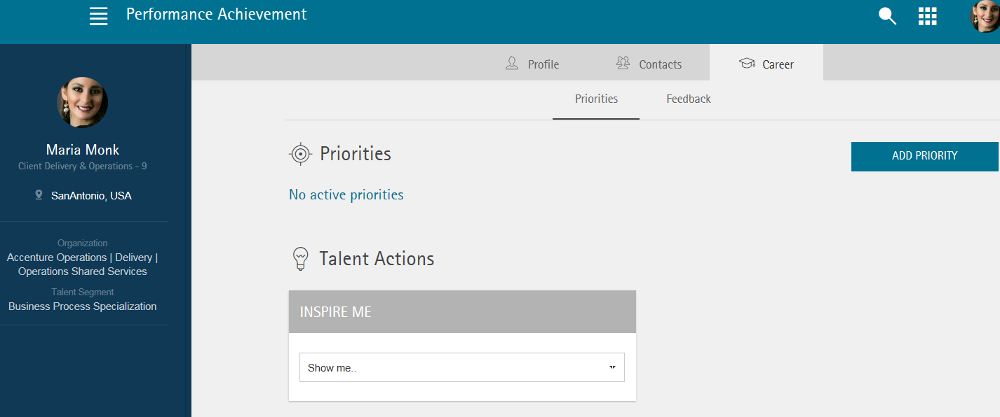 Performance Achievement
Profile
Contacts
Career
Priorities
Feedback
Maria Monk
Client Delivery & Operations - 9
SanAntonio, USA
Organization
Accenture Operations | Delivery |
Operations Shared Services
Talent Segment
Business Process Specialization
Priorities
ADD PRIORITY
No active priorities
Talent Actions
INSPIRE ME
Show me..